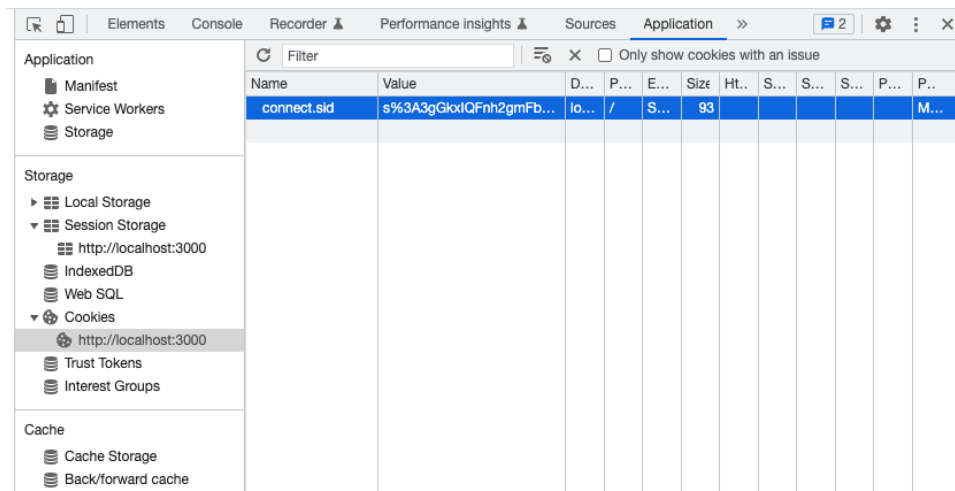 Elements Console Recorder Performance insights Sources Application » 2
Application
Manifest
Service Workers
Storage
Storage
Local Storage
Session Storage
http://localhost:3000
IndexedDB
Web SQL
Cookies
http://localhost:3000
Trust Tokens
Interest Groups
Cache
Cache Storage
Back/forward cache
Filter Only show cookies with an issue
Name Value D... P... E... Size Ht.. S... S... S... P... P..
connect.sid s%3A3gGkxIQFnh2gmFb... lo... / S... 93 M...